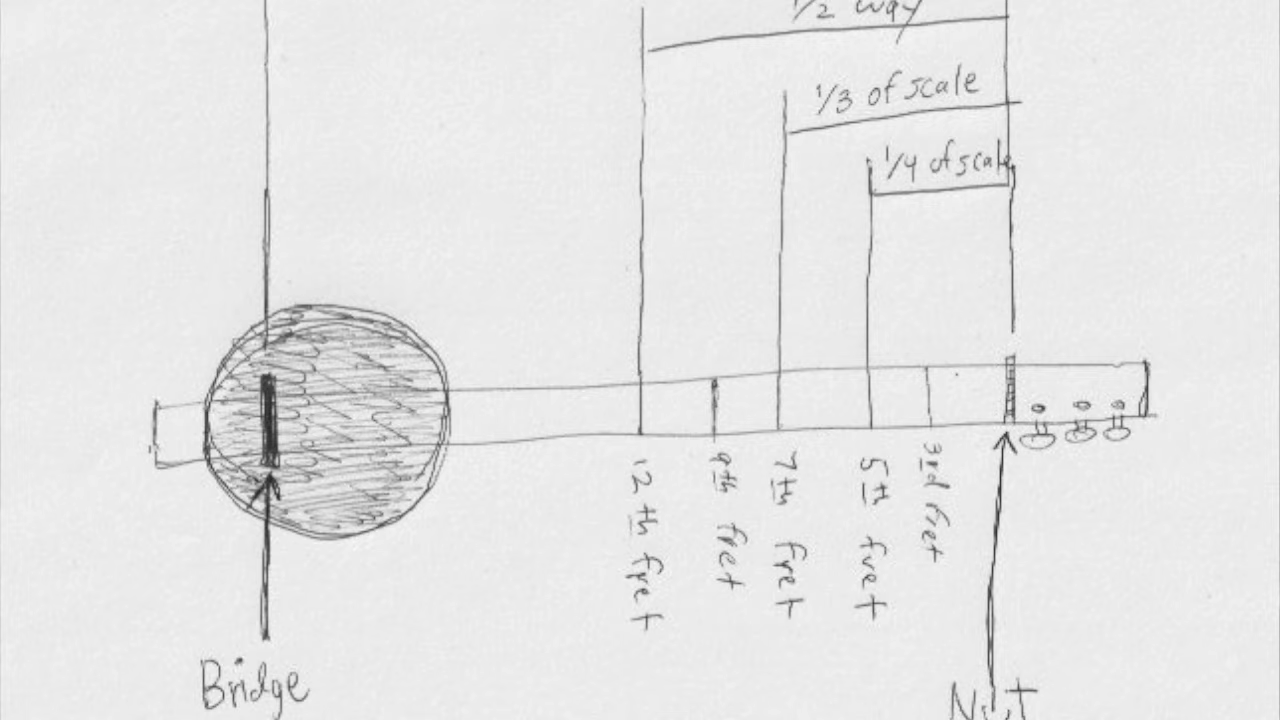 1/2 way
1/3 of scale
1/4 of scale
12th fret
9th fret
7th fret
5th fret
3rd fret
Bridge
Nut